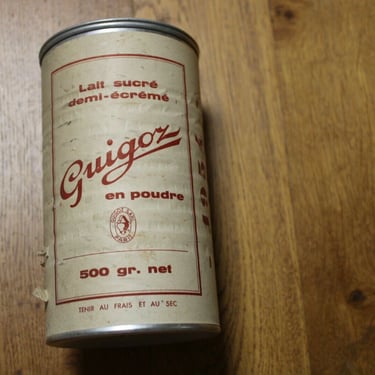 Lait sucré
demi-écrémé
Guigoz
en poudre
500 gr. net
TENIR AU FRAIS ET AU SEC